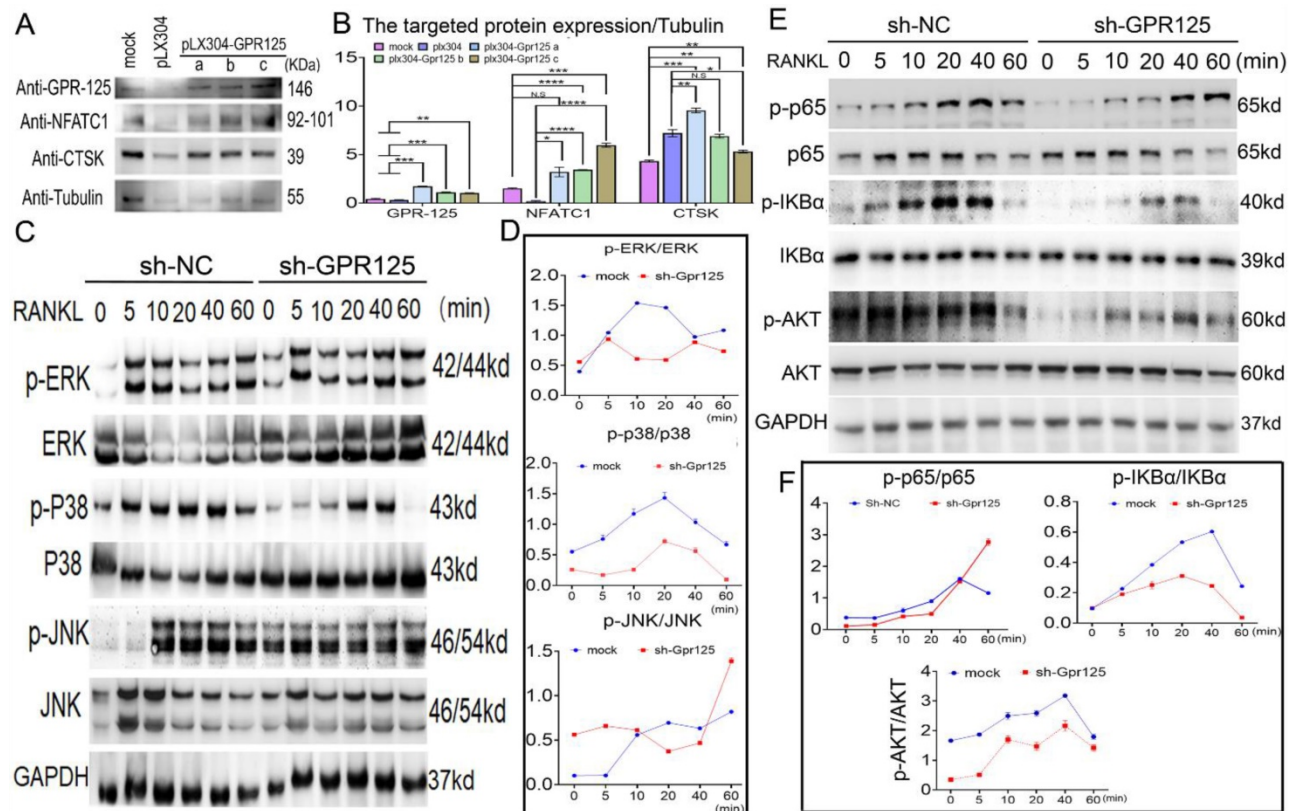 A
mock
pLX304
pLX304-GPR125
a b c (KDa)
Anti-GPR-125 146
Anti-NFATC1 92-101
Anti-CTSK 39
Anti-Tubulin 55
B
The targeted protein expression/Tubulin
mock plx304 plx304-Gpr125 a
plx304-Gpr125 b plx304-Gpr125 c
15
10
5
0
** *** ***
*** **** N.S **** **** *
** ** *** * N.S **
GPR-125 NFATC1 CTSK
C
sh-NC sh-GPR125
RANKL 0 5 10 20 40 60 0 5 10 20 40 60 (min)
p-ERK 42/44kd
ERK 42/44kd
p-P38 43kd
P38 43kd
p-JNK 46/54kd
JNK 46/54kd
GAPDH 37kd
D
p-ERK/ERK
mock sh-Gpr125
2.0
1.5
1.0
0.5
0.0
0 5 10 20 40 60
(min)
p-p38/p38
mock sh-Gpr125
2.0
1.5
1.0
0.5
0.0
0 5 10 20 40 60
(min)
p-JNK/JNK
mock sh-Gpr125
1.5
1.0
0.5
0.0
0 5 10 20 40 60
(min)
E
sh-NC sh-GPR125
RANKL 0 5 10 20 40 60 0 5 10 20 40 60 (min)
p-p65 65kd
p65 65kd
p-IKBα 40kd
IKBα 39kd
p-AKT 60kd
AKT 60kd
GAPDH 37kd
F
p-p65/p65
Sh-NC sh-Gpr125
4
3
2
1
0
0 5 10 20 40 60 (min)
p-IKBα/IKBα
mock sh-Gpr125
0.8
0.6
0.4
0.2
0.0
0 5 10 20 40 60 (min)
p-AKT/AKT
mock sh-Gpr125
4
3
2
1
0
0 5 10 20 40 60 (min)